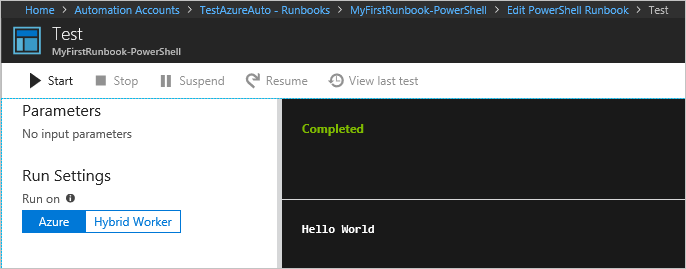 Home > Automation Accounts > TestAzureAuto - Runbooks > MyFirstRunbook-PowerShell > Edit PowerShell Runbook > Test
Test
MyFirstRunbook-PowerShell
Start Stop Suspend Resume View last test
Parameters
No input parameters
Completed
Run Settings
Run on
Azure Hybrid Worker
Hello World